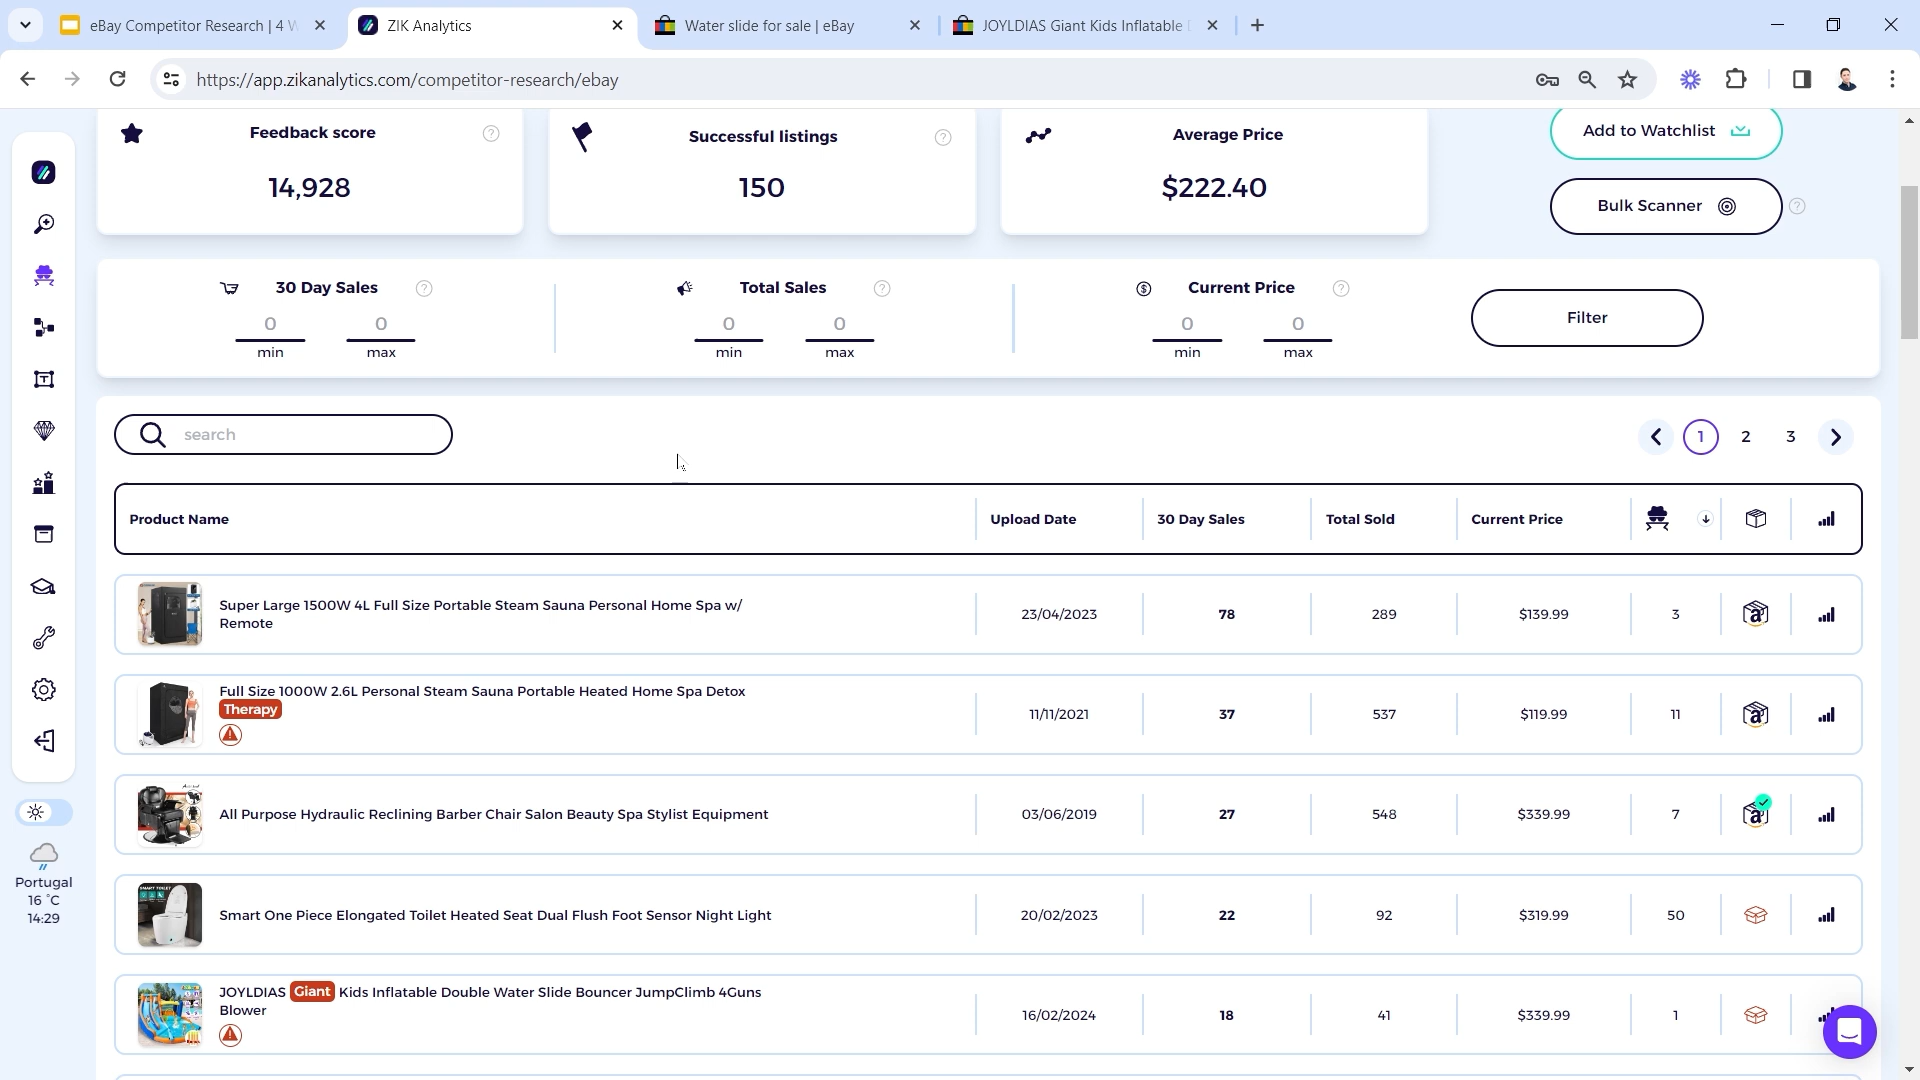 eBay Competitor Research | 4 W
ZIK Analytics
Water slide for sale | eBay
JOYLDIAS Giant Kids Inflatable D
https://app.zikanalytics.com/competitor-research/ebay
Feedback score
14,928
Successful listings
150
Average Price
$222.40
Add to Watchlist
Bulk Scanner
30 Day Sales
0 0
min max
Total Sales
0 0
min max
Current Price
0 0
min max
Filter
search
1 2 3
Product Name Upload Date 30 Day Sales Total Sold Current Price
Super Large 1500W 4L Full Size Portable Steam Sauna Personal Home Spa w/
Remote
23/04/2023 78 289 $139.99 3
Full Size 1000W 2.6L Personal Steam Sauna Portable Heated Home Spa Detox
Therapy
11/11/2021 37 537 $119.99 11
All Purpose Hydraulic Reclining Barber Chair Salon Beauty Spa Stylist Equipment
03/06/2019 27 548 $339.99 7
SMART TOILET
Smart One Piece Elongated Toilet Heated Seat Dual Flush Foot Sensor Night Light
20/02/2023 22 92 $319.99 50
JOYLDIAS Giant Kids Inflatable Double Water Slide Bouncer JumpClimb 4Guns
Blower
16/02/2024 18 41 $339.99 1
Portugal
16 °C
14:29